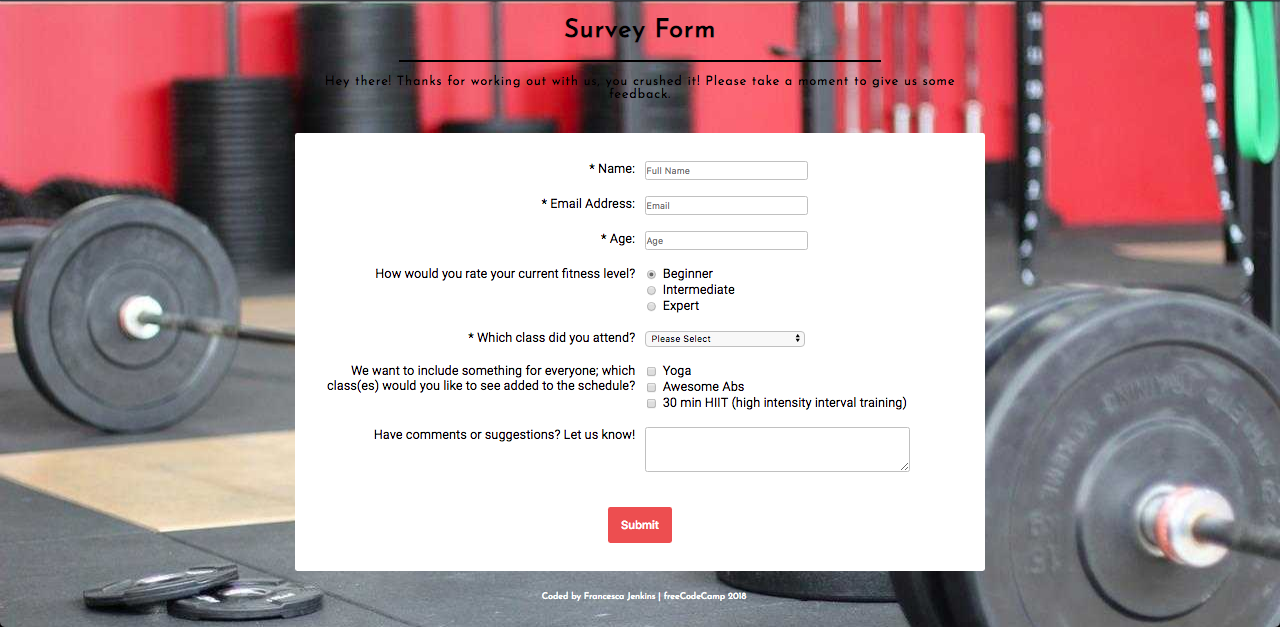 Survey Form
Hey there! Thanks for working out with us, you crushed it! Please take a moment to give us some
feedback.
* Name: Full Name
* Email Address: Email
* Age: Age
How would you rate your current fitness level? Beginner
Intermediate
Expert
* Which class did you attend? Please Select
We want to include something for everyone; which
class(es) would you like to see added to the schedule?
Yoga
Awesome Abs
30 min HIIT (high intensity interval training)
Have comments or suggestions? Let us know!
Submit
Coded by Francesca Jenkins | freeCodeCamp 2018